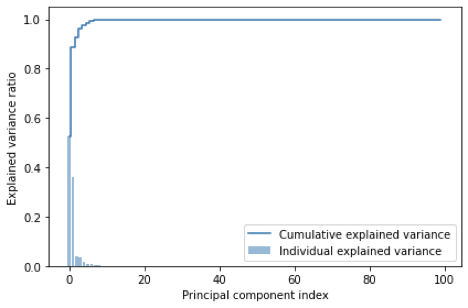 1.0
0.8
0.6
0.4
0.2
0.0
Explained variance ratio
0 20 40 60 80 100
Principal component index
Cumulative explained variance
Individual explained variance